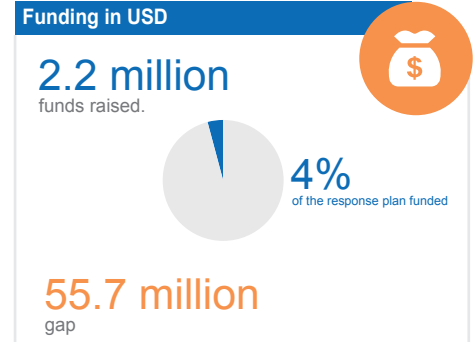 Funding in USD
$
2.2 million
funds raised.
4%
of the response plan funded
55.7 million
gap